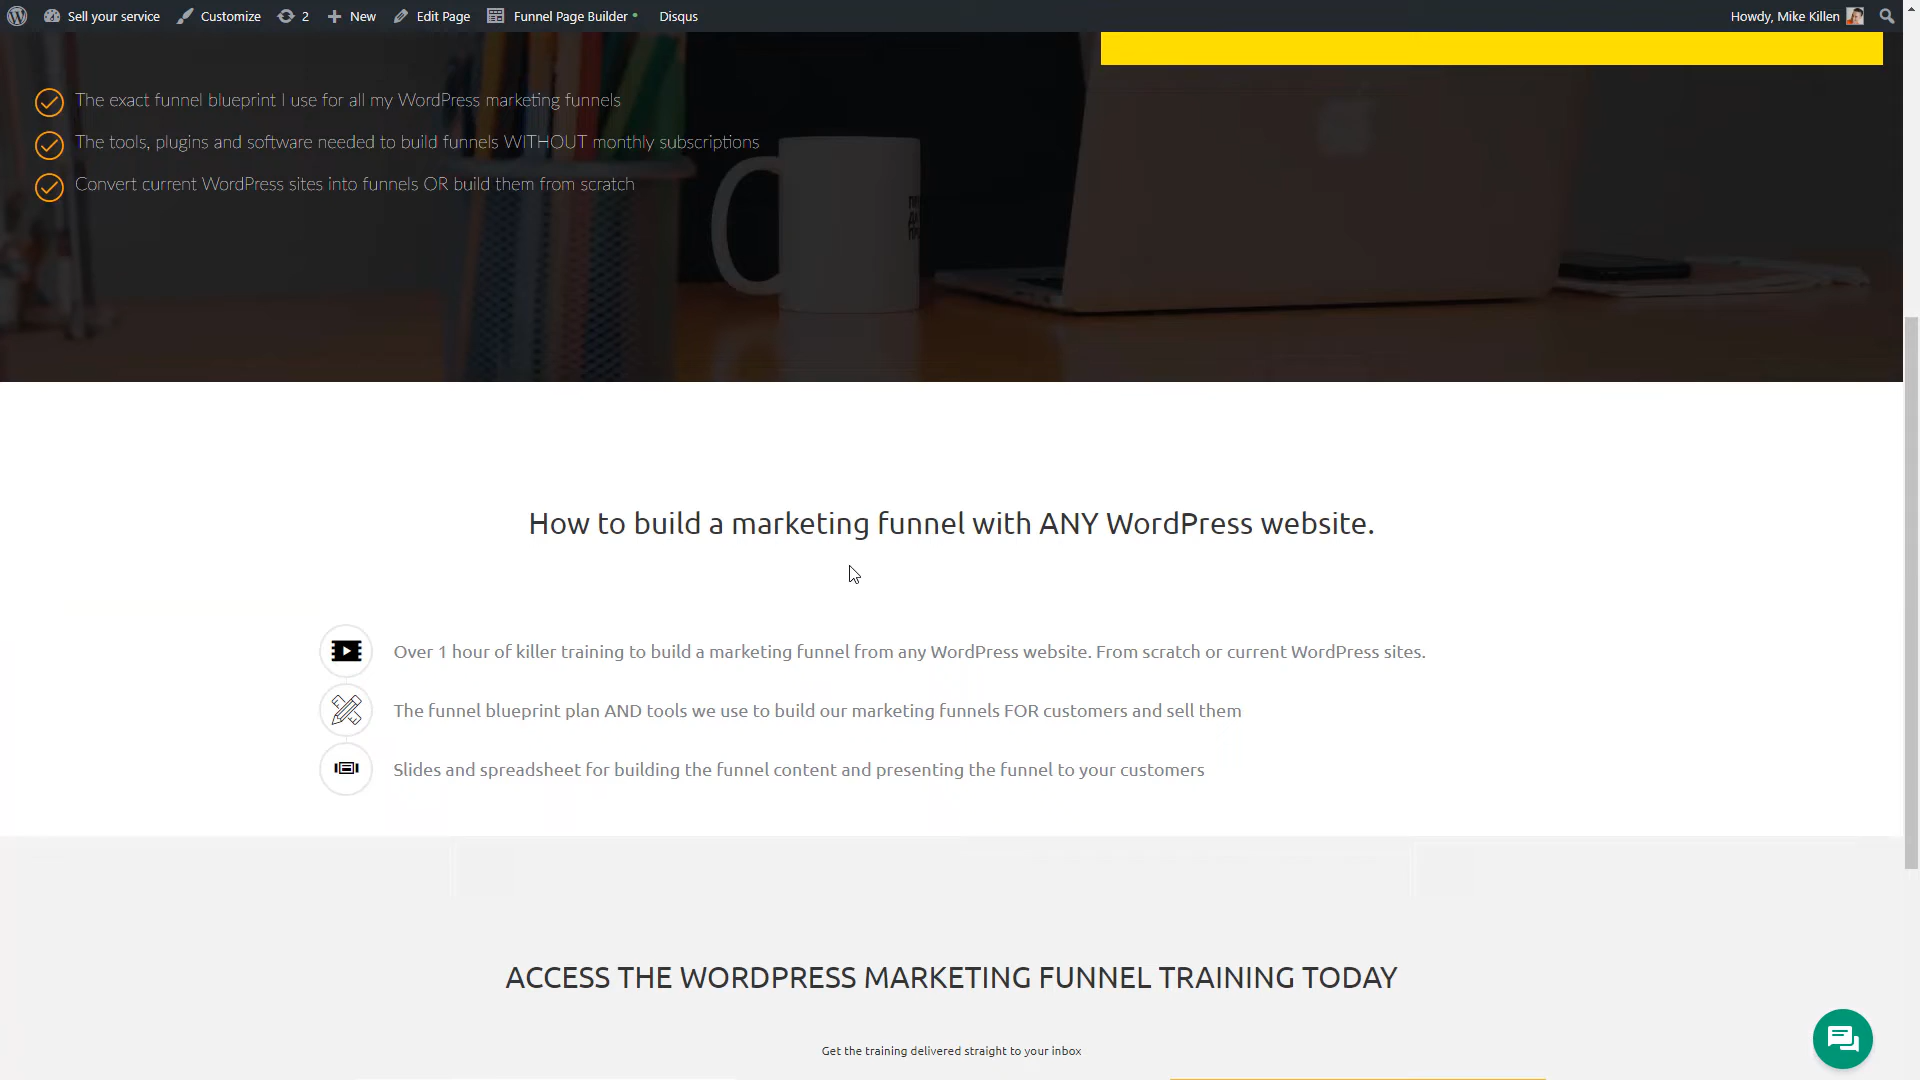 Sell your service
Customize
2
New
Edit Page
Funnel Page Builder
Disqus
Howdy, Mike Killen
The exact funnel blueprint I use for all my WordPress marketing funnels
The tools, plugins and software needed to build funnels WITHOUT monthly subscriptions
Convert current WordPress sites into funnels OR build them from scratch
How to build a marketing funnel with ANY WordPress website.
Over 1 hour of killer training to build a marketing funnel from any WordPress website. From scratch or current WordPress sites.
The funnel blueprint plan AND tools we use to build our marketing funnels FOR customers and sell them
Slides and spreadsheet for building the funnel content and presenting the funnel to your customers
ACCESS THE WORDPRESS MARKETING FUNNEL TRAINING TODAY
Get the training delivered straight to your inbox